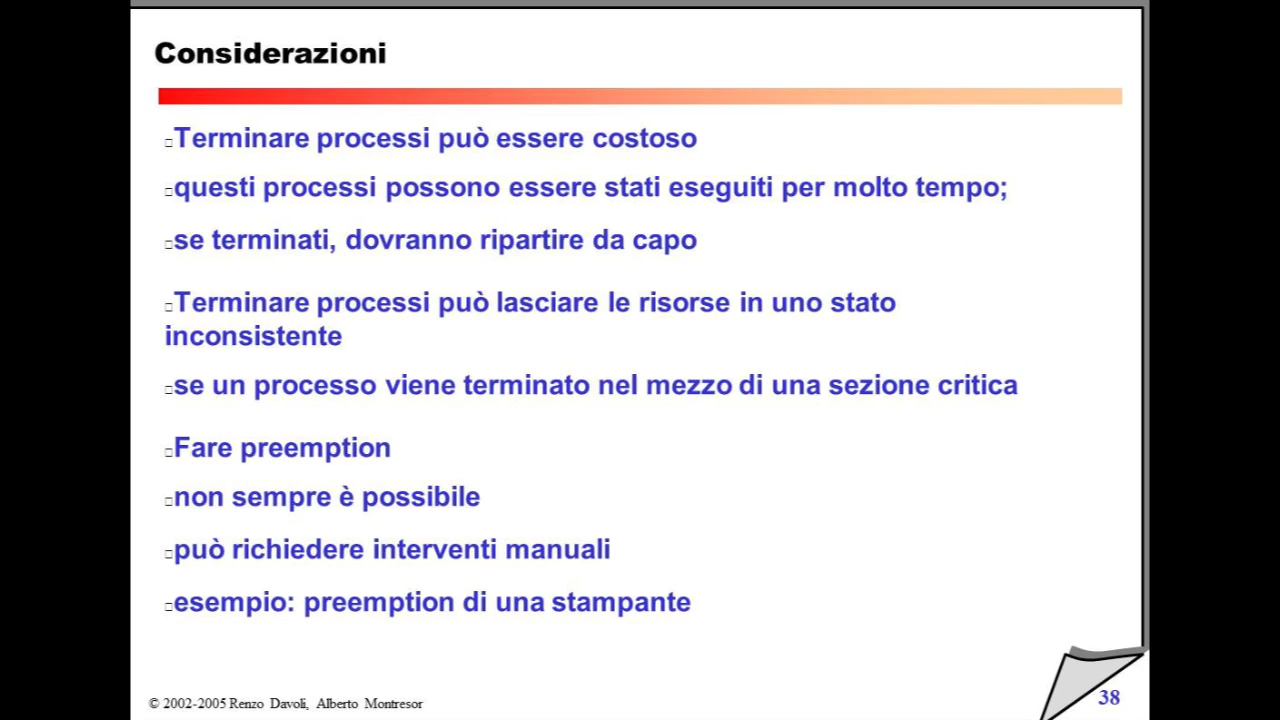 Considerazioni
Terminare processi può essere costoso
questi processi possono essere stati eseguiti per molto tempo;
se terminati, dovranno ripartire da capo
Terminare processi può lasciare le risorse in uno stato
inconsistente
se un processo viene terminato nel mezzo di una sezione critica
Fare preemption
non sempre è possibile
può richiedere interventi manuali
esempio: preemption di una stampante
© 2002-2005 Renzo Davoli, Alberto Montresor
38